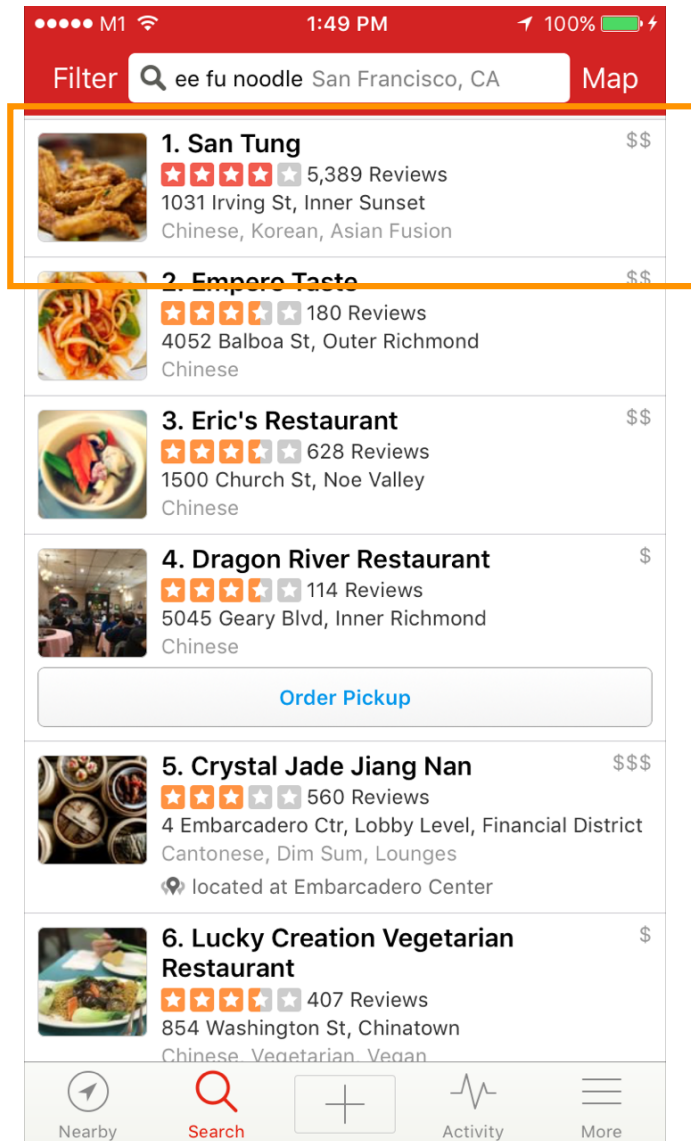 M1 1:49 PM 100%
Filter ee fu noodle San Francisco, CA Map
1. San Tung $$
5,389 Reviews
1031 Irving St, Inner Sunset
Chinese, Korean, Asian Fusion
2. Empero Taste $$
180 Reviews
4052 Balboa St, Outer Richmond
Chinese
3. Eric's Restaurant $$
628 Reviews
1500 Church St, Noe Valley
Chinese
4. Dragon River Restaurant $
114 Reviews
5045 Geary Blvd, Inner Richmond
Chinese
Order Pickup
5. Crystal Jade Jiang Nan $$$
560 Reviews
4 Embarcadero Ctr, Lobby Level, Financial District
Cantonese, Dim Sum, Lounges
located at Embarcadero Center
6. Lucky Creation Vegetarian $
Restaurant
407 Reviews
854 Washington St, Chinatown
Chinese, Vegetarian, Vegan
Nearby Search Activity More